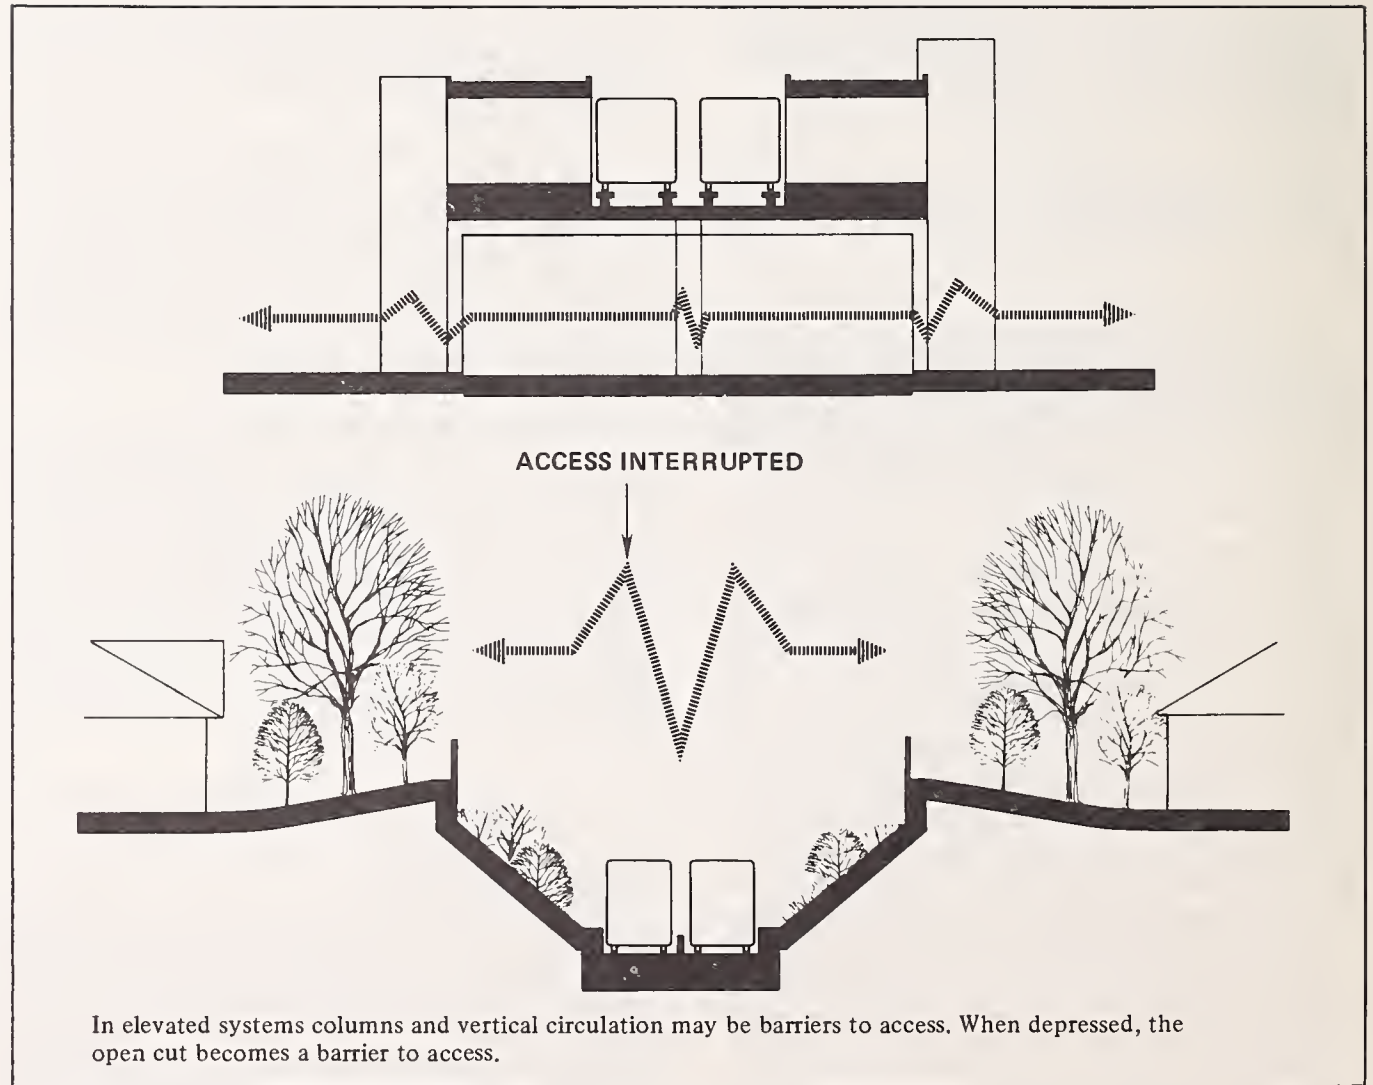 ACCESS INTERRUPTED
In elevated systems columns and vertical circulation may be barriers to access. When depressed, the
open cut becomes a barrier to access.